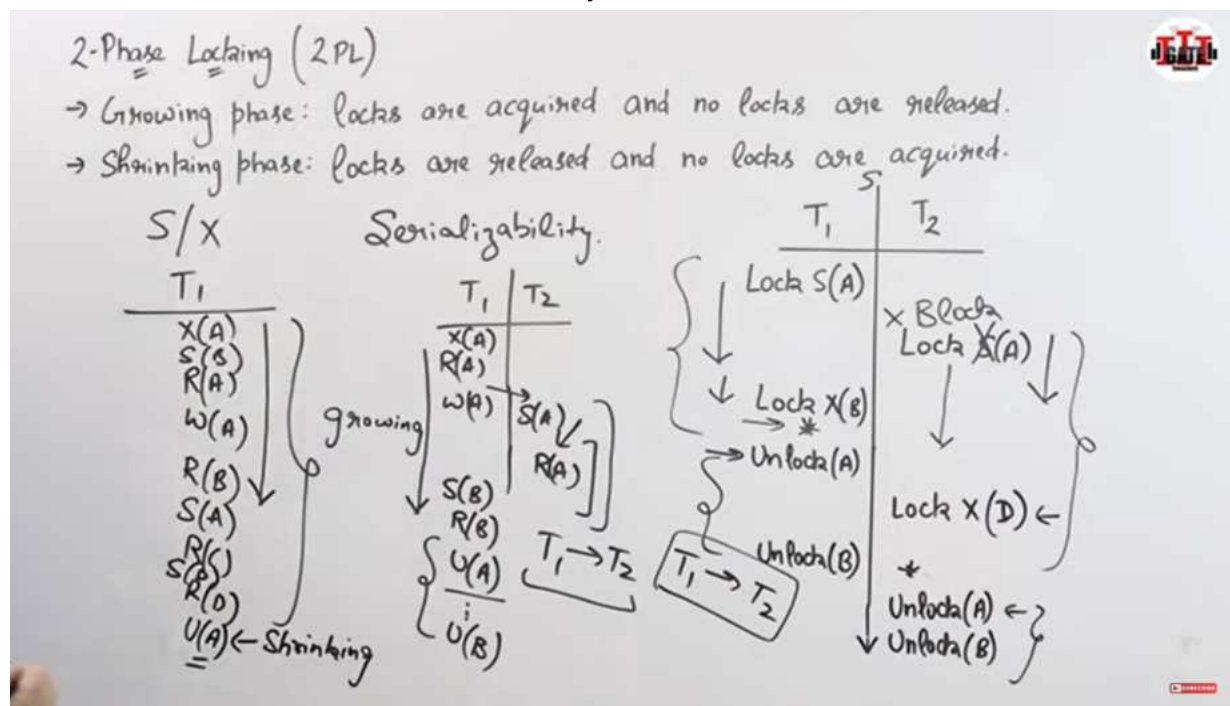 2-Phase Locking (2PL)
→ Growing phase: locks are acquired and no locks are released.
→ Shrinking phase: locks are released and no locks are acquired.
S/X
T1
X(A)
S(B)
R(A)
W(A)
R(B)
S(A)
R(C)
R(D)
U(A) ← Shrinking
growing
Serializability.
T1 T2
X(A)
R(A)
W(A) → S(A)
R(A)
S(B)
R(B)
U(A)
U(B)
T1 → T2
S
T1 T2
Lock S(A)
X Block
Lock X(A)
Lock X(B)
→ *
→ Unlock(A)
Lock X(D) ←
Unlock(B)
*
T1 → T2
Unlock(A) ←
Unlock(B)
GATE
SUBSCRIBE